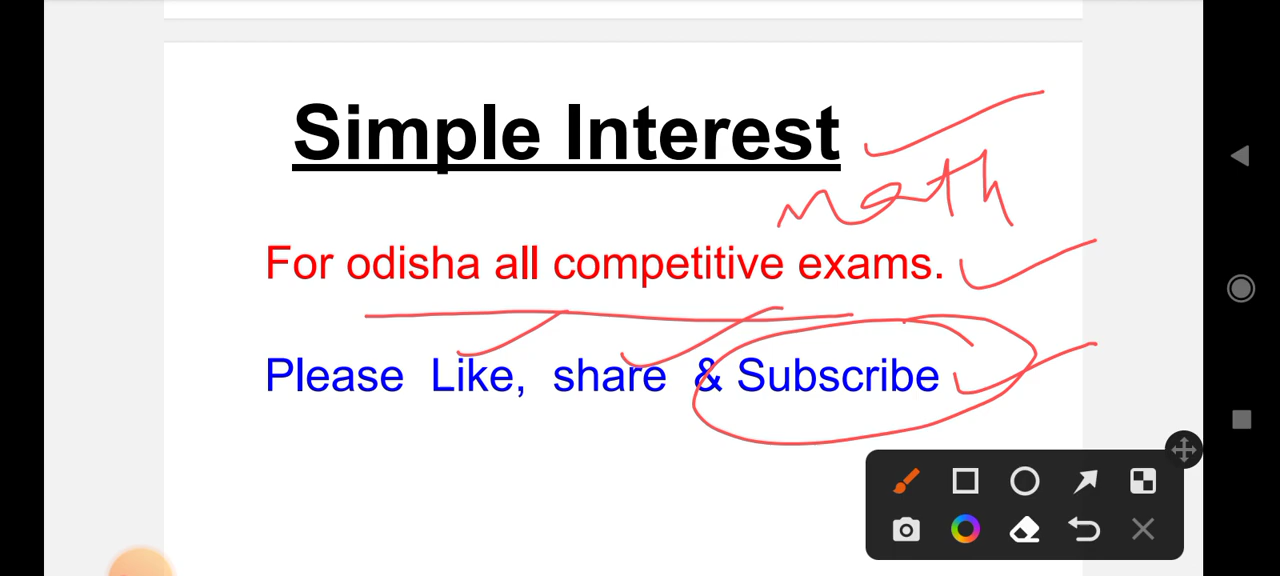 Simple Interest
math
For odisha all competitive exams.
Please Like, share & Subscribe